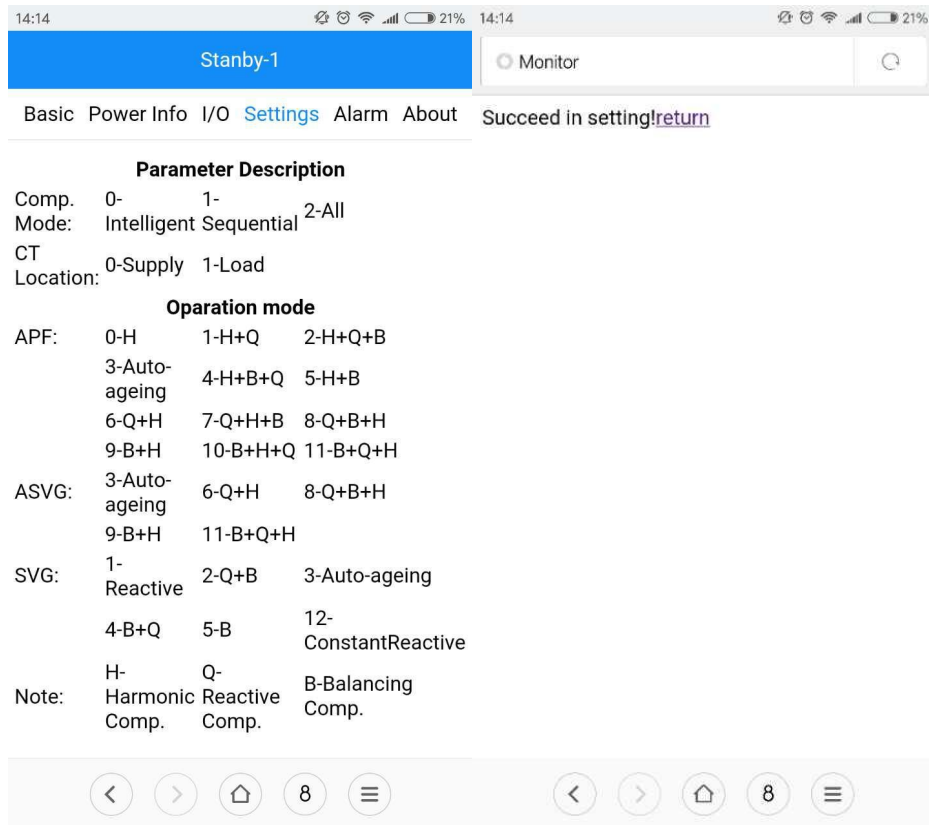 14:14 21%
Stanby-1
Basic Power Info I/O Settings Alarm About
Parameter Description
Comp. Mode: 0-Intelligent 1-Sequential 2-All
CT Location: 0-Supply 1-Load
Oparation mode
APF: 0-H 1-H+Q 2-H+Q+B
3-Auto-ageing 4-H+B+Q 5-H+B
6-Q+H 7-Q+H+B 8-Q+B+H
9-B+H 10-B+H+Q 11-B+Q+H
ASVG: 3-Auto-ageing 6-Q+H 8-Q+B+H
9-B+H 11-B+Q+H
SVG: 1-Reactive 2-Q+B 3-Auto-ageing
4-B+Q 5-B 12-ConstantReactive
Note: H-Harmonic Comp. Q-Reactive Comp. B-Balancing Comp.
8
14:14 21%
Monitor
Succeed in setting!return
8